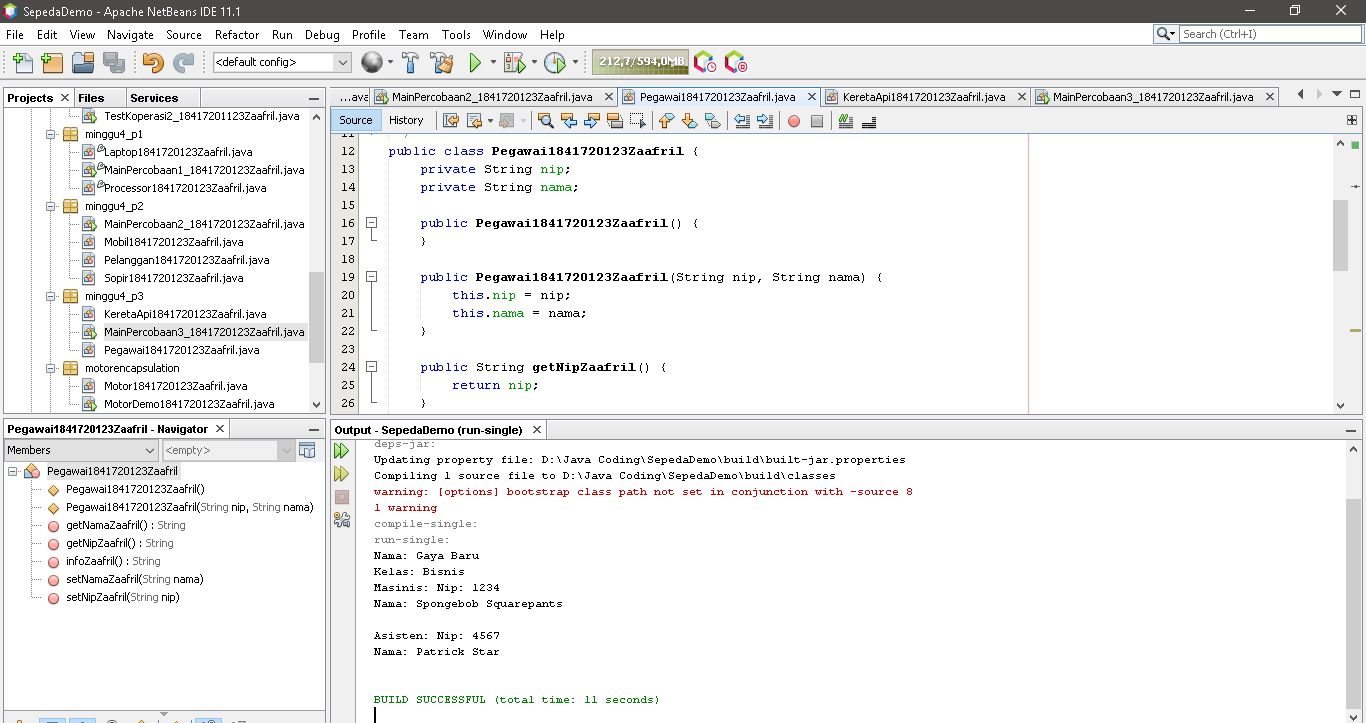 SepedaDemo - Apache NetBeans IDE 11.1
File Edit View Navigate Source Refactor Run Debug Profile Team Tools Window Help
Search (Ctrl+I)
<default config>
212,7/594,0MB
Projects Files Services
TestKoperasi2_18417201123Zaafril.java
minggu4_p1
Laptop1841720123Zaafril.java
MainPercobaan1_1841720123Zaafril.java
Processor1841720123Zaafril.java
minggu4_p2
MainPercobaan2_1841720123Zaafril.java
Mobil1841720123Zaafril.java
Pelanggan1841720123Zaafril.java
Sopir1841720123Zaafril.java
minggu4_p3
KeretaApi1841720123Zaafril.java
MainPercobaan3_1841720123Zaafril.java
Pegawai1841720123Zaafril.java
motorencapsulation
Motor1841720123Zaafril.java
MotorDemo1841720123Zaafril.java
...ava MainPercobaan2_1841720123Zaafril.java Pegawai1841720123Zaafril.java KeretaApi1841720123Zaafril.java MainPercobaan3_1841720123Zaafril.java
Source History
11
12 public class Pegawai1841720123Zaafril {
13 private String nip;
14 private String nama;
15
16 public Pegawai1841720123Zaafril() {
17 }
18
19 public Pegawai1841720123Zaafril(String nip, String nama) {
20 this.nip = nip;
21 this.nama = nama;
22 }
23
24 public String getNipZaafril() {
25 return nip;
26 }
Pegawai1841720123Zaafril - Navigator
Members <empty>
Pegawai1841720123Zaafril
Pegawai1841720123Zaafril()
Pegawai1841720123Zaafril(String nip, String nama)
getNamaZaafril() : String
getNipZaafril() : String
infoZaafril() : String
setNamaZaafril(String nama)
setNipZaafril(String nip)
Output - SepedaDemo (run-single)
deps-jar:
Updating property file: D:\Java Coding\SepedaDemo\build\built-jar.properties
Compiling 1 source file to D:\Java Coding\SepedaDemo\build\classes
warning: [options] bootstrap class path not set in conjunction with -source 8
1 warning
compile-single:
run-single:
Nama: Gaya Baru
Kelas: Bisnis
Masinis: Nip: 1234
Nama: Spongebob Squarepants
Asisten: Nip: 4567
Nama: Patrick Star
BUILD SUCCESSFUL (total time: 11 seconds)